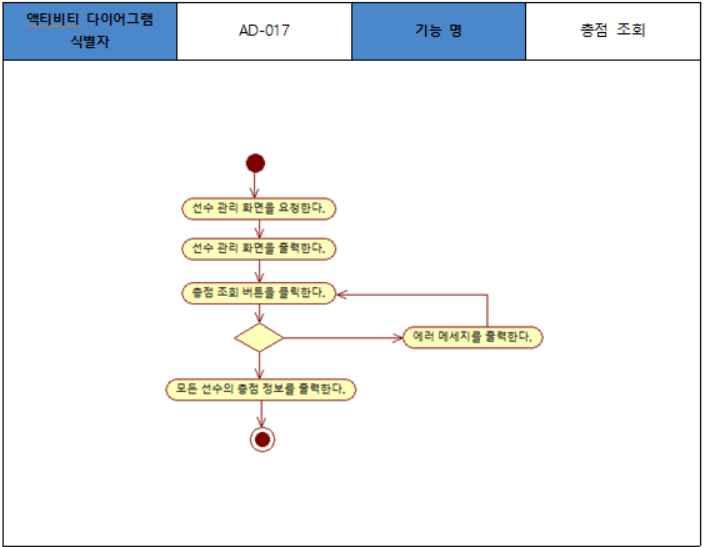 액티비티 다이어그램
식별자
AD-017
기능 명
총점 조회
선수 관리 화면을 요청한다.
선수 관리 화면을 출력한다.
총점 조회 버튼을 클릭한다.
에러 메세지를 출력한다.
모든 선수의 총점 정보를 출력한다.